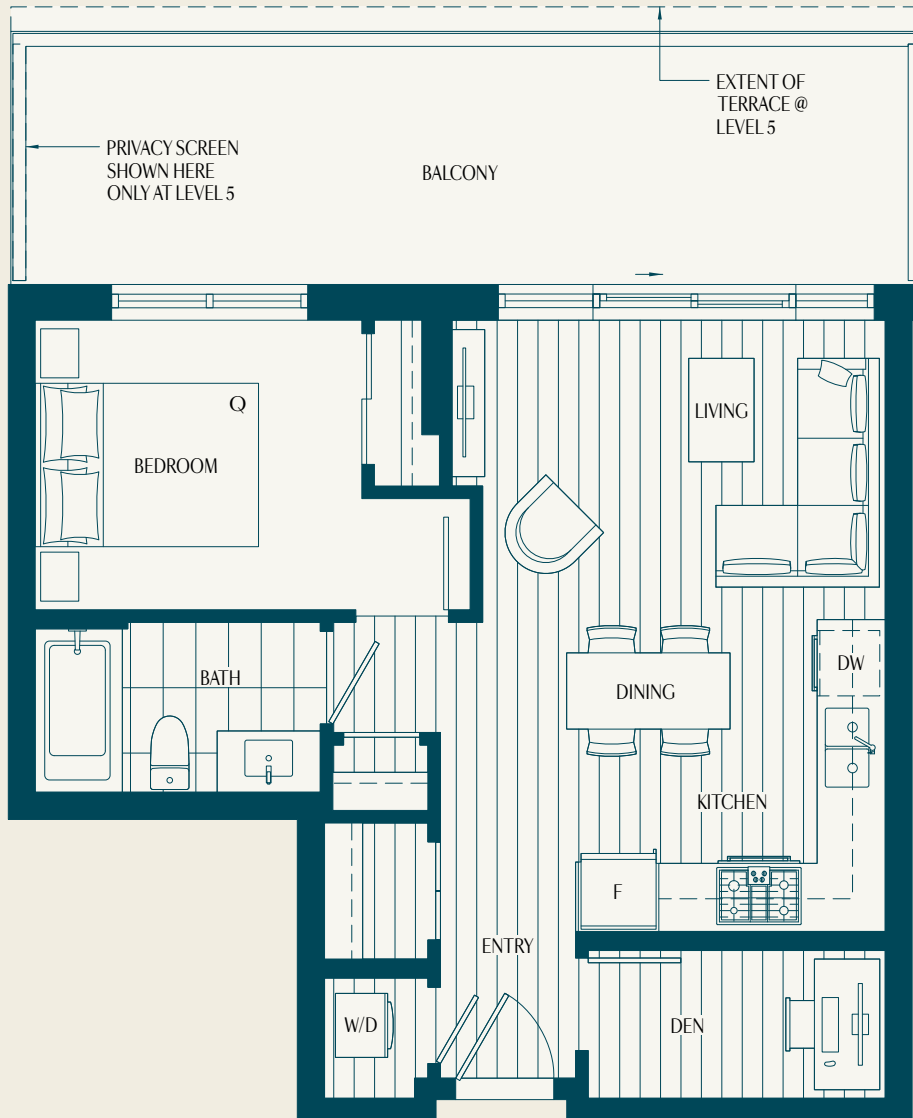 EXTENT OF
TERRACE @
LEVEL 5
PRIVACY SCREEN
SHOWN HERE
ONLY AT LEVEL 5
BALCONY
Q
LIVING
BEDROOM
DW
BATH
DINING
KITCHEN
F
ENTRY
W/D
DEN